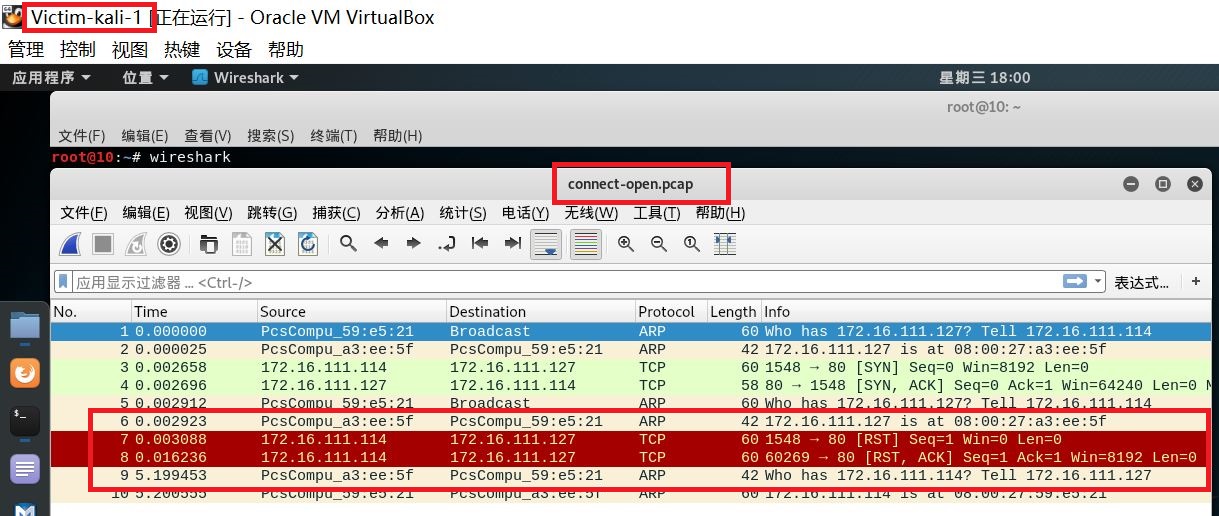 Victim-kali-1 [正在运行] - Oracle VM VirtualBox
管理 控制 视图 热键 设备 帮助
应用程序 位置 Wireshark 星期三 18:00
root@10: ~
文件(F) 编辑(E) 查看(V) 搜索(S) 终端(T) 帮助(H)
root@10:~# wireshark
connect-open.pcap
文件(F) 编辑(E) 视图(V) 跳转(G) 捕获(C) 分析(A) 统计(S) 电话(Y) 无线(W) 工具(T) 帮助(H)
应用显示过滤器 … <Ctrl-/> 表达式… +
No. Time Source Destination Protocol Length Info
1 0.000000 PcsCompu_59:e5:21 Broadcast ARP 60 Who has 172.16.111.127? Tell 172.16.111.114
2 0.000025 PcsCompu_a3:ee:5f PcsCompu_59:e5:21 ARP 42 172.16.111.127 is at 08:00:27:a3:ee:5f
3 0.002658 172.16.111.114 172.16.111.127 TCP 60 1548 → 80 [SYN] Seq=0 Win=8192 Len=0
4 0.002696 172.16.111.127 172.16.111.114 TCP 58 80 → 1548 [SYN, ACK] Seq=0 Ack=1 Win=64240 Len=0 M
5 0.002912 PcsCompu_59:e5:21 Broadcast ARP 60 Who has 172.16.111.127? Tell 172.16.111.114
6 0.002923 PcsCompu_a3:ee:5f PcsCompu_59:e5:21 ARP 42 172.16.111.127 is at 08:00:27:a3:ee:5f
7 0.003088 172.16.111.114 172.16.111.127 TCP 60 1548 → 80 [RST] Seq=1 Win=0 Len=0
8 0.016236 172.16.111.114 172.16.111.127 TCP 60 60269 → 80 [RST, ACK] Seq=1 Ack=1 Win=8192 Len=0
9 5.199453 PcsCompu_a3:ee:5f PcsCompu_59:e5:21 ARP 42 Who has 172.16.111.114? Tell 172.16.111.127
10 5.200555 PcsCompu_59:e5:21 PcsCompu_a3:ee:5f ARP 60 172.16.111.114 is at 08:00:27:59:e5:21